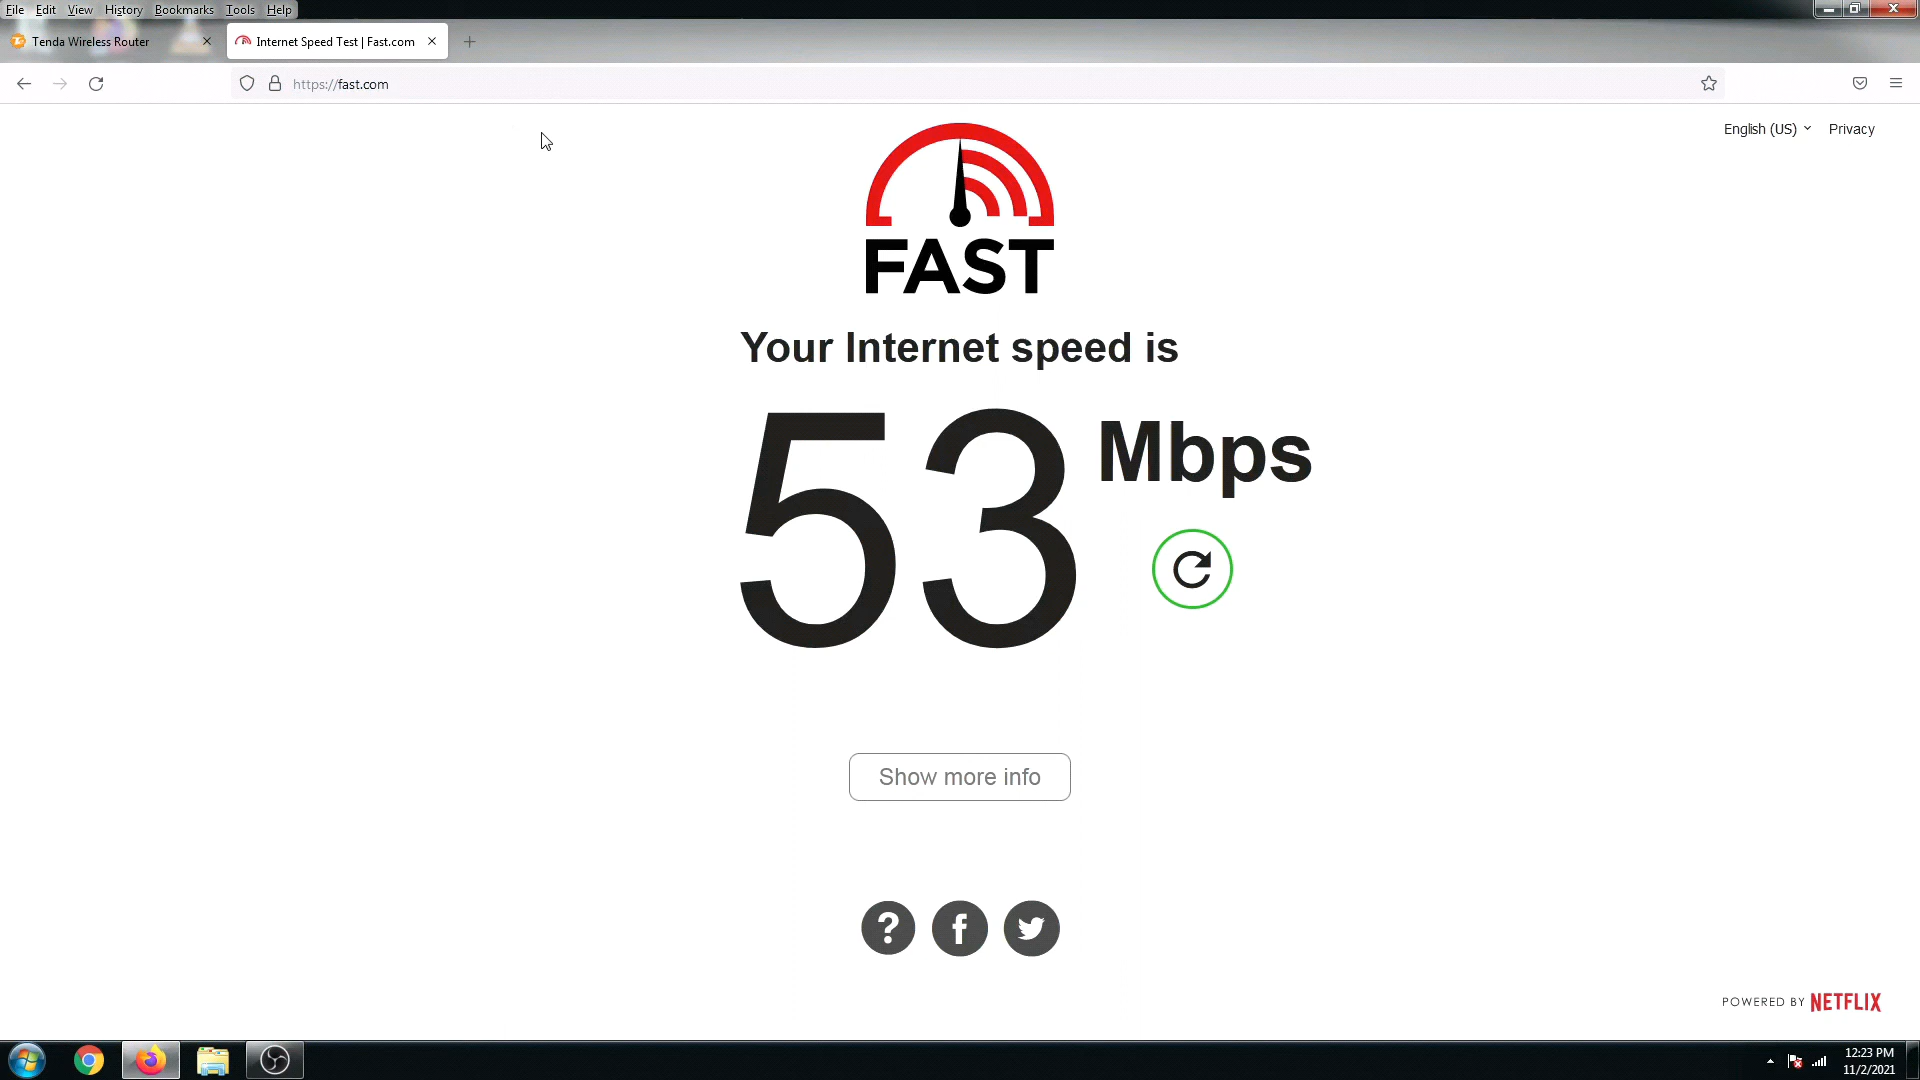 File Edit View History Bookmarks Tools Help
Tenda Wireless Router
Internet Speed Test | Fast.com
https://fast.com
English (US)
Privacy
FAST
Your Internet speed is
53 Mbps
Show more info
?
f
POWERED BY NETFLIX
12:23 PM
11/2/2021